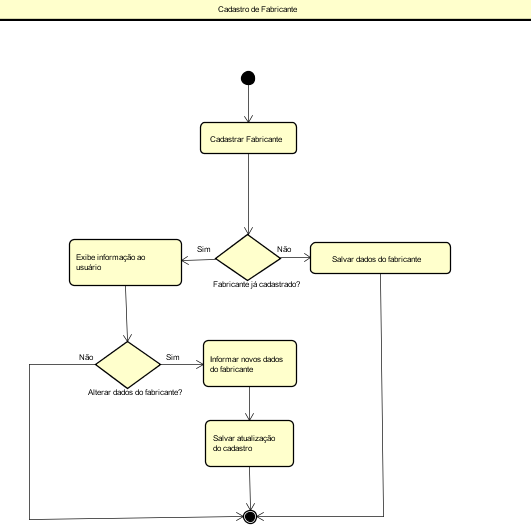 Cadastro de Fabricante
Cadastrar Fabricante
Sim
Não
Exibe informação ao
usuário
Salvar dados do fabricante
Fabricante já cadastrado?
Não
Sim
Informar novos dados
do fabricante
Alterar dados do fabricante?
Salvar atualização
do cadastro